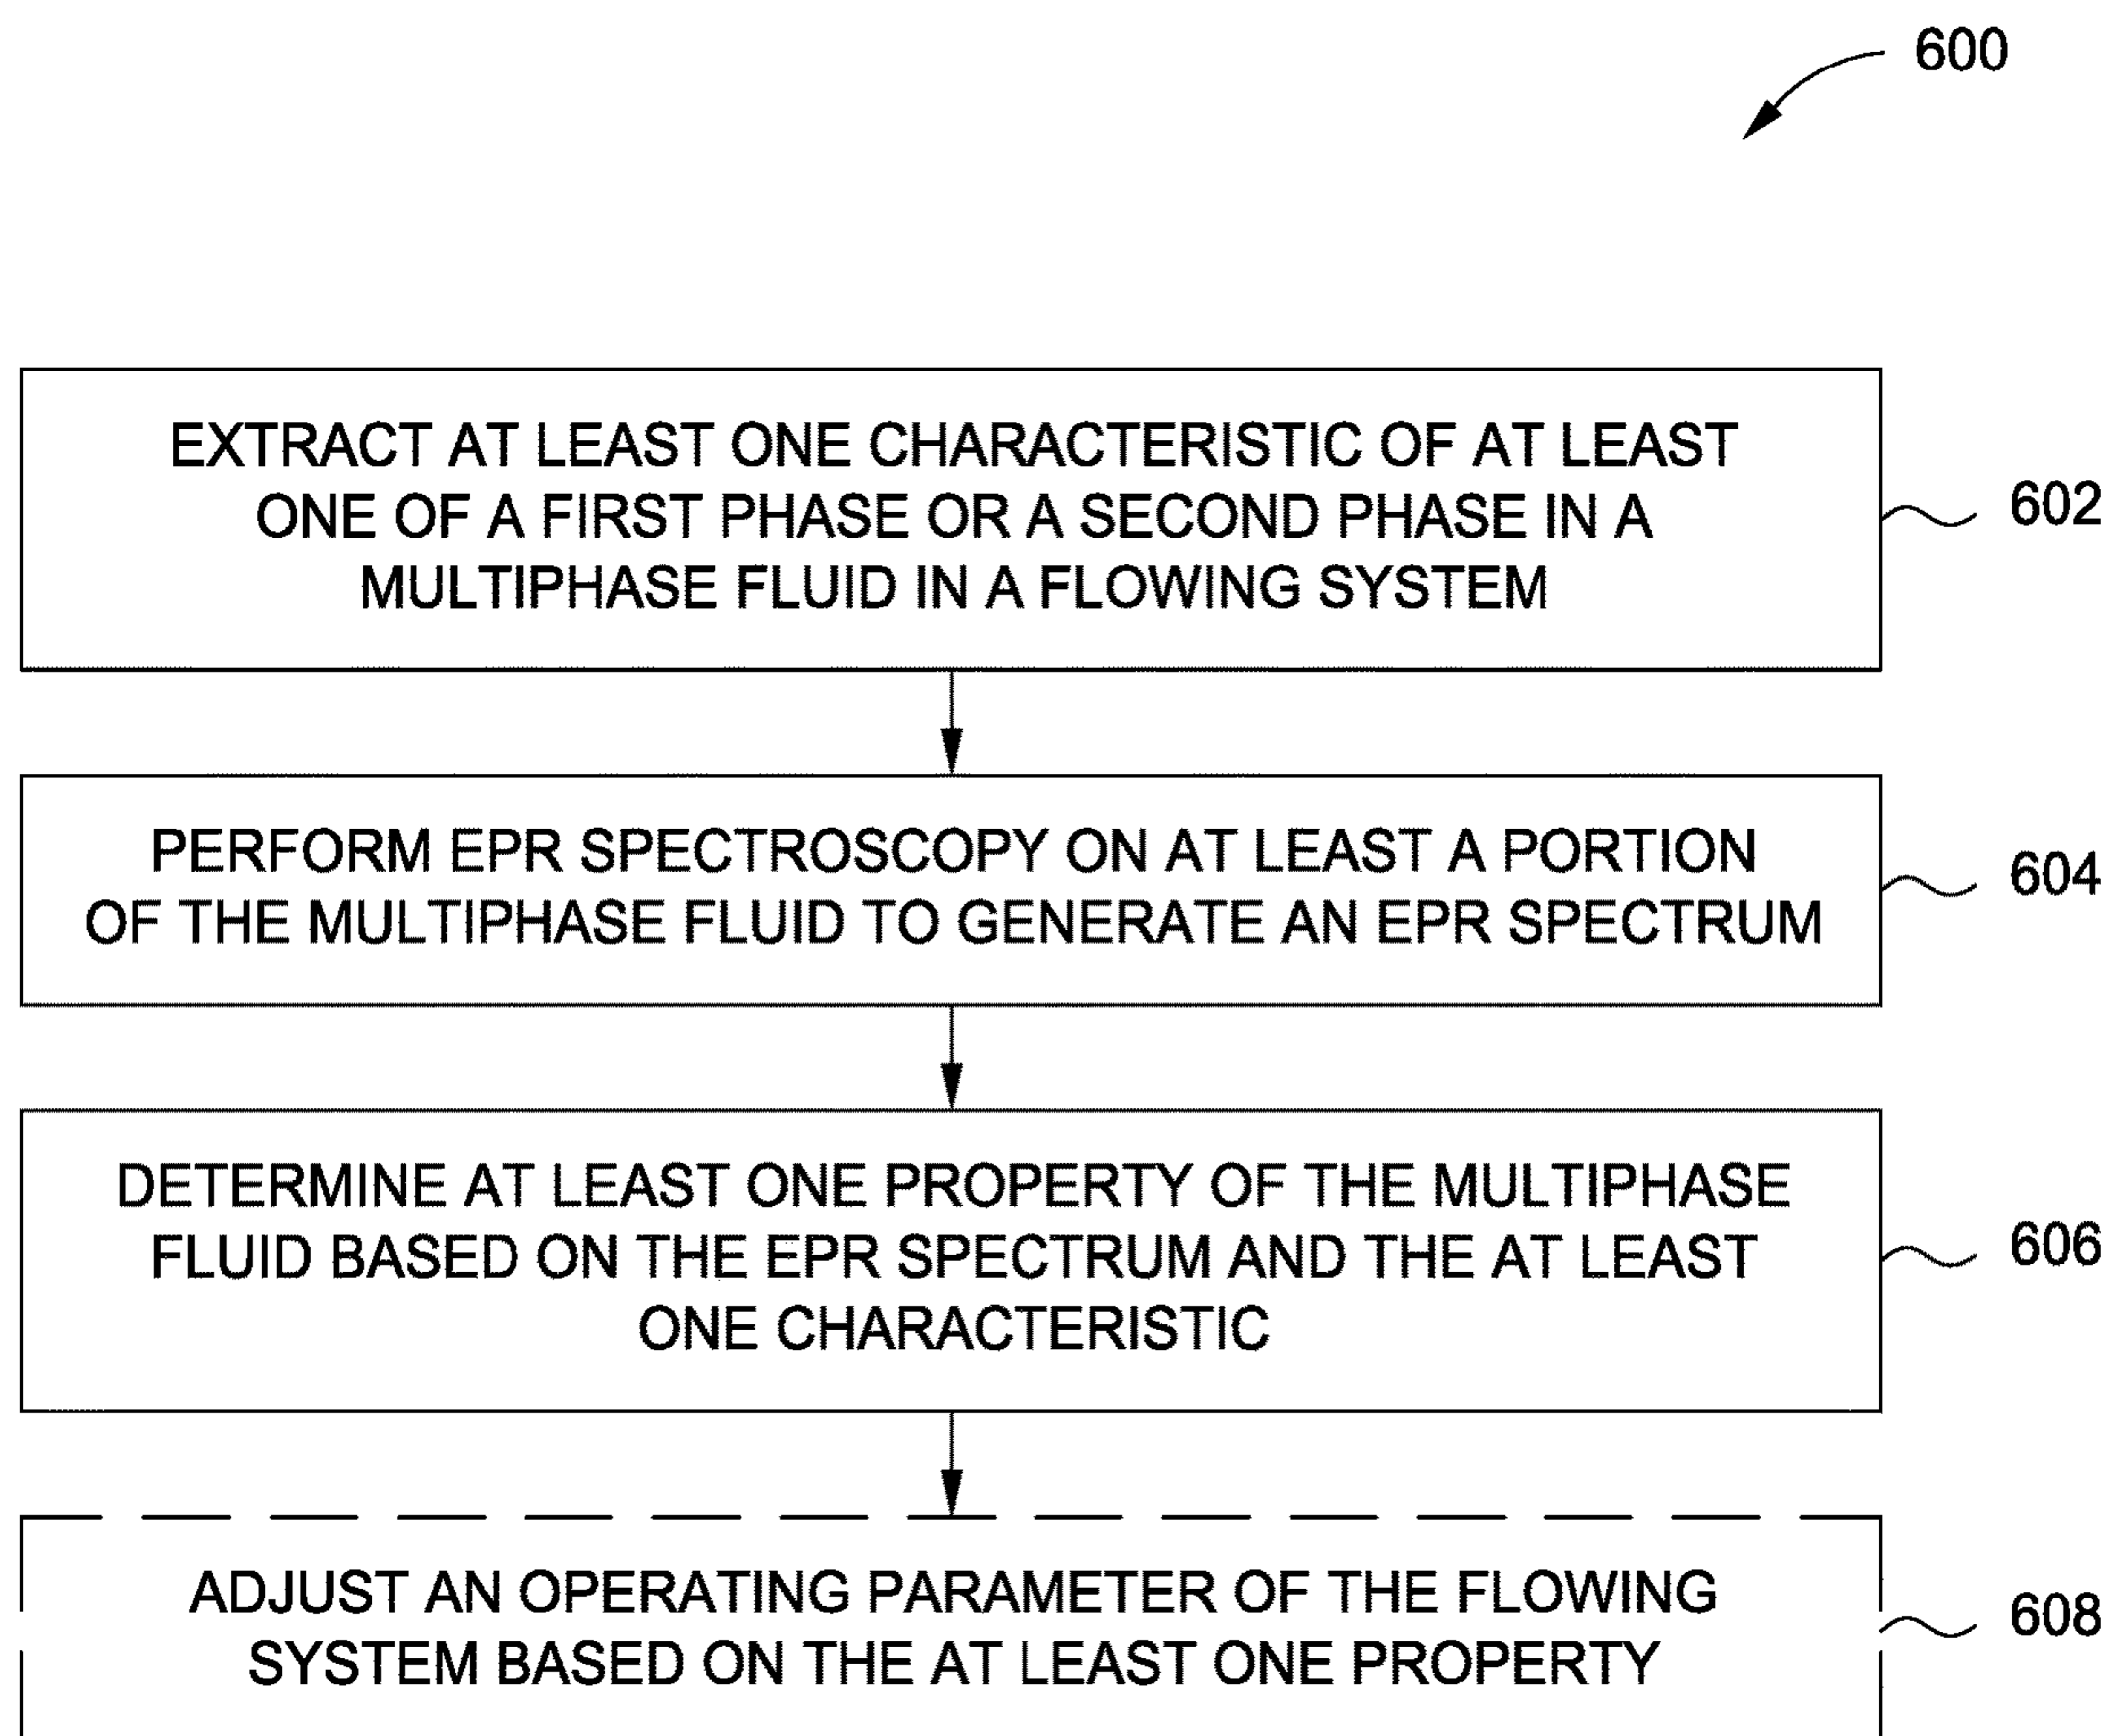 600
EXTRACT AT LEAST ONE CHARACTERISTIC OF AT LEAST
ONE OF A FIRST PHASE OR A SECOND PHASE IN A
MULTIPHASE FLUID IN A FLOWING SYSTEM
602
PERFORM EPR SPECTROSCOPY ON AT LEAST A PORTION
OF THE MULTIPHASE FLUID TO GENERATE AN EPR SPECTRUM
604
DETERMINE AT LEAST ONE PROPERTY OF THE MULTIPHASE
FLUID BASED ON THE EPR SPECTRUM AND THE AT LEAST
ONE CHARACTERISTIC
606
ADJUST AN OPERATING PARAMETER OF THE FLOWING
SYSTEM BASED ON THE AT LEAST ONE PROPERTY
608